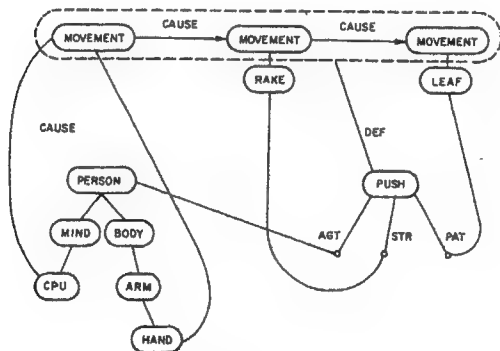 CAUSE CAUSE
MOVEMENT MOVEMENT MOVEMENT
RAKE LEAF
CAUSE DEF
PERSON PUSH
MIND BODY AGT STR PAT
CPU ARM
HAND